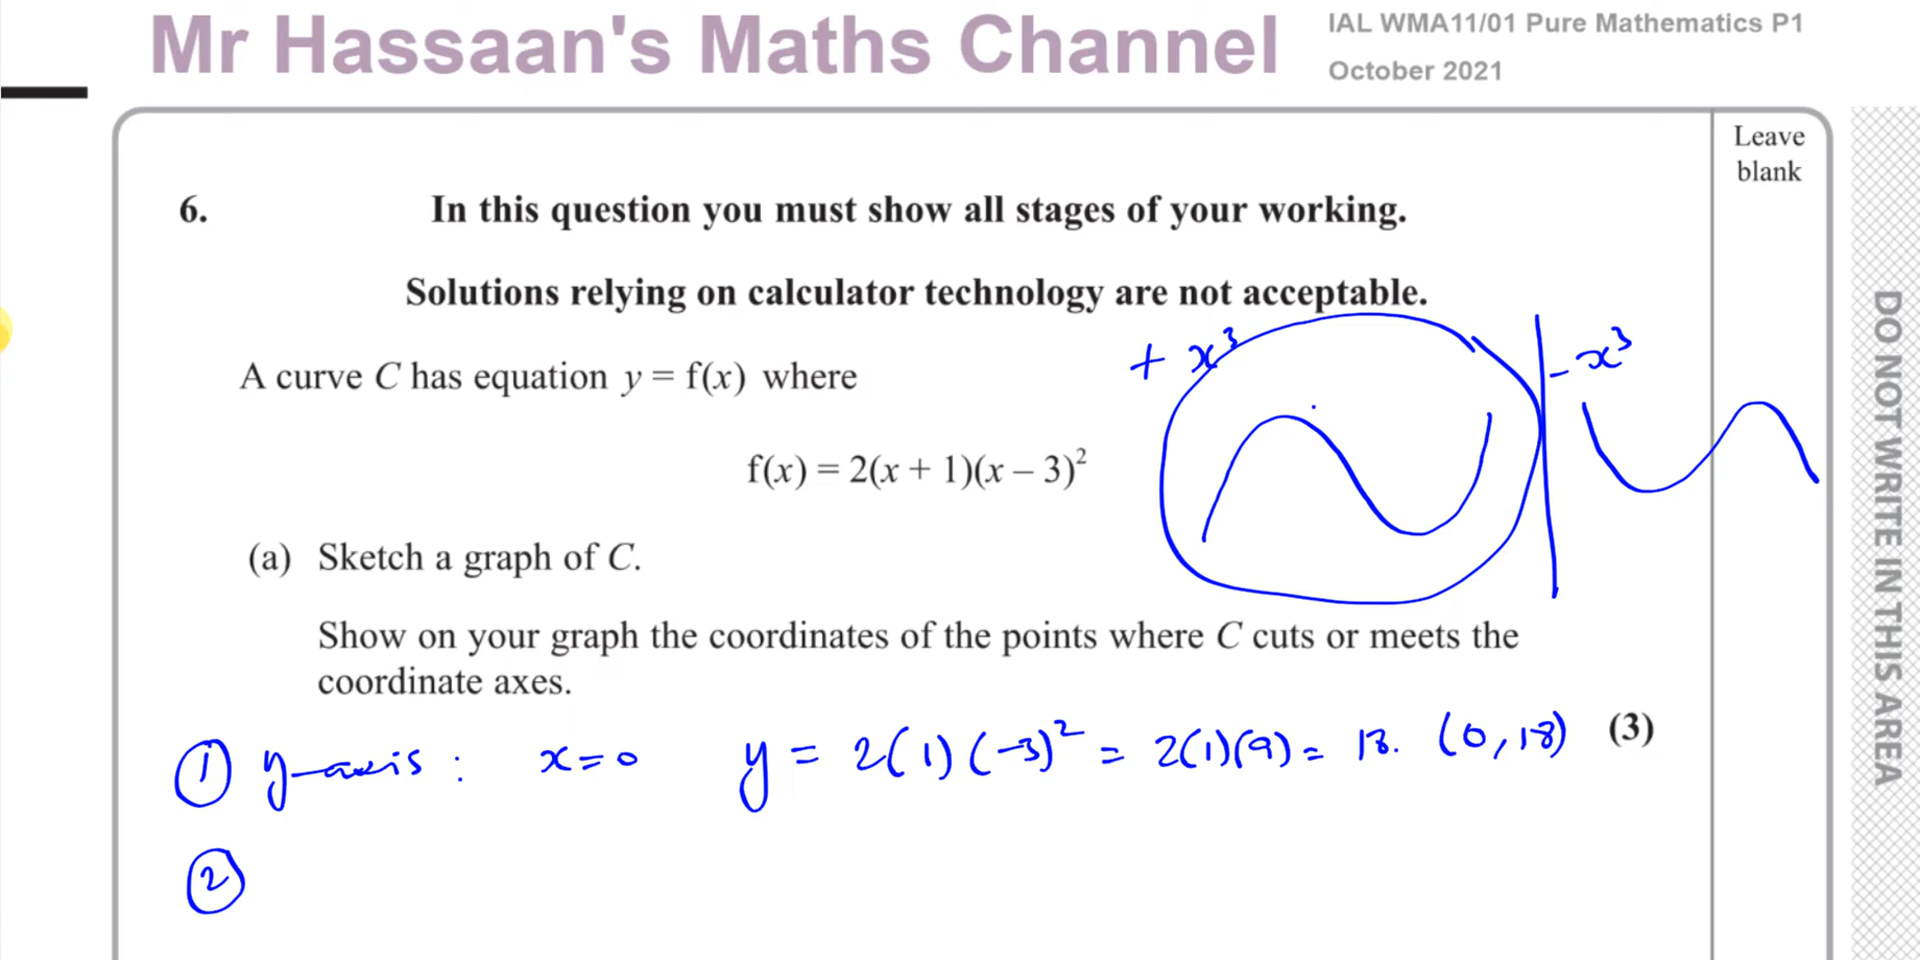 Mr Hassaan's Maths Channel
IAL WMA11/01 Pure Mathematics P1
October 2021
Leave
blank
6. In this question you must show all stages of your working.
Solutions relying on calculator technology are not acceptable.
+ x³
- x³
A curve C has equation y = f(x) where
f(x) = 2(x + 1)(x – 3)²
(a) Sketch a graph of C.
Show on your graph the coordinates of the points where C cuts or meets the
coordinate axes.
(3)
① y-axis : x=0 y = 2(1)(-3)² = 2(1)(9) = 18. (0,18)
②
DO NOT WRITE IN THIS AREA